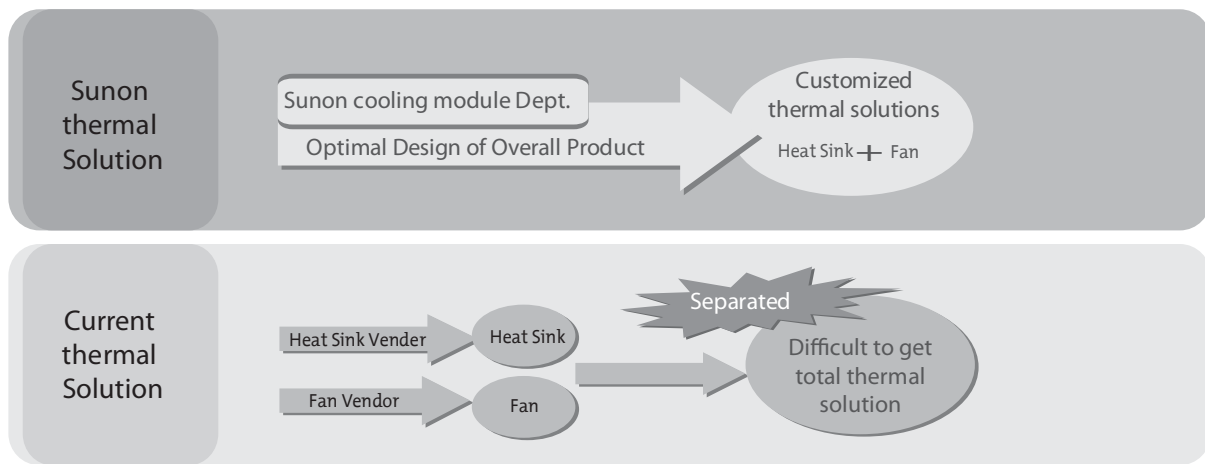 Sunon
thermal
Solution
Sunon cooling module Dept.
Optimal Design of Overall Product
Customized
thermal solutions
Heat Sink + Fan
Current
thermal
Solution
Heat Sink Vender
Heat Sink
Fan Vendor
Fan
Separated
Difficult to get
total thermal
solution